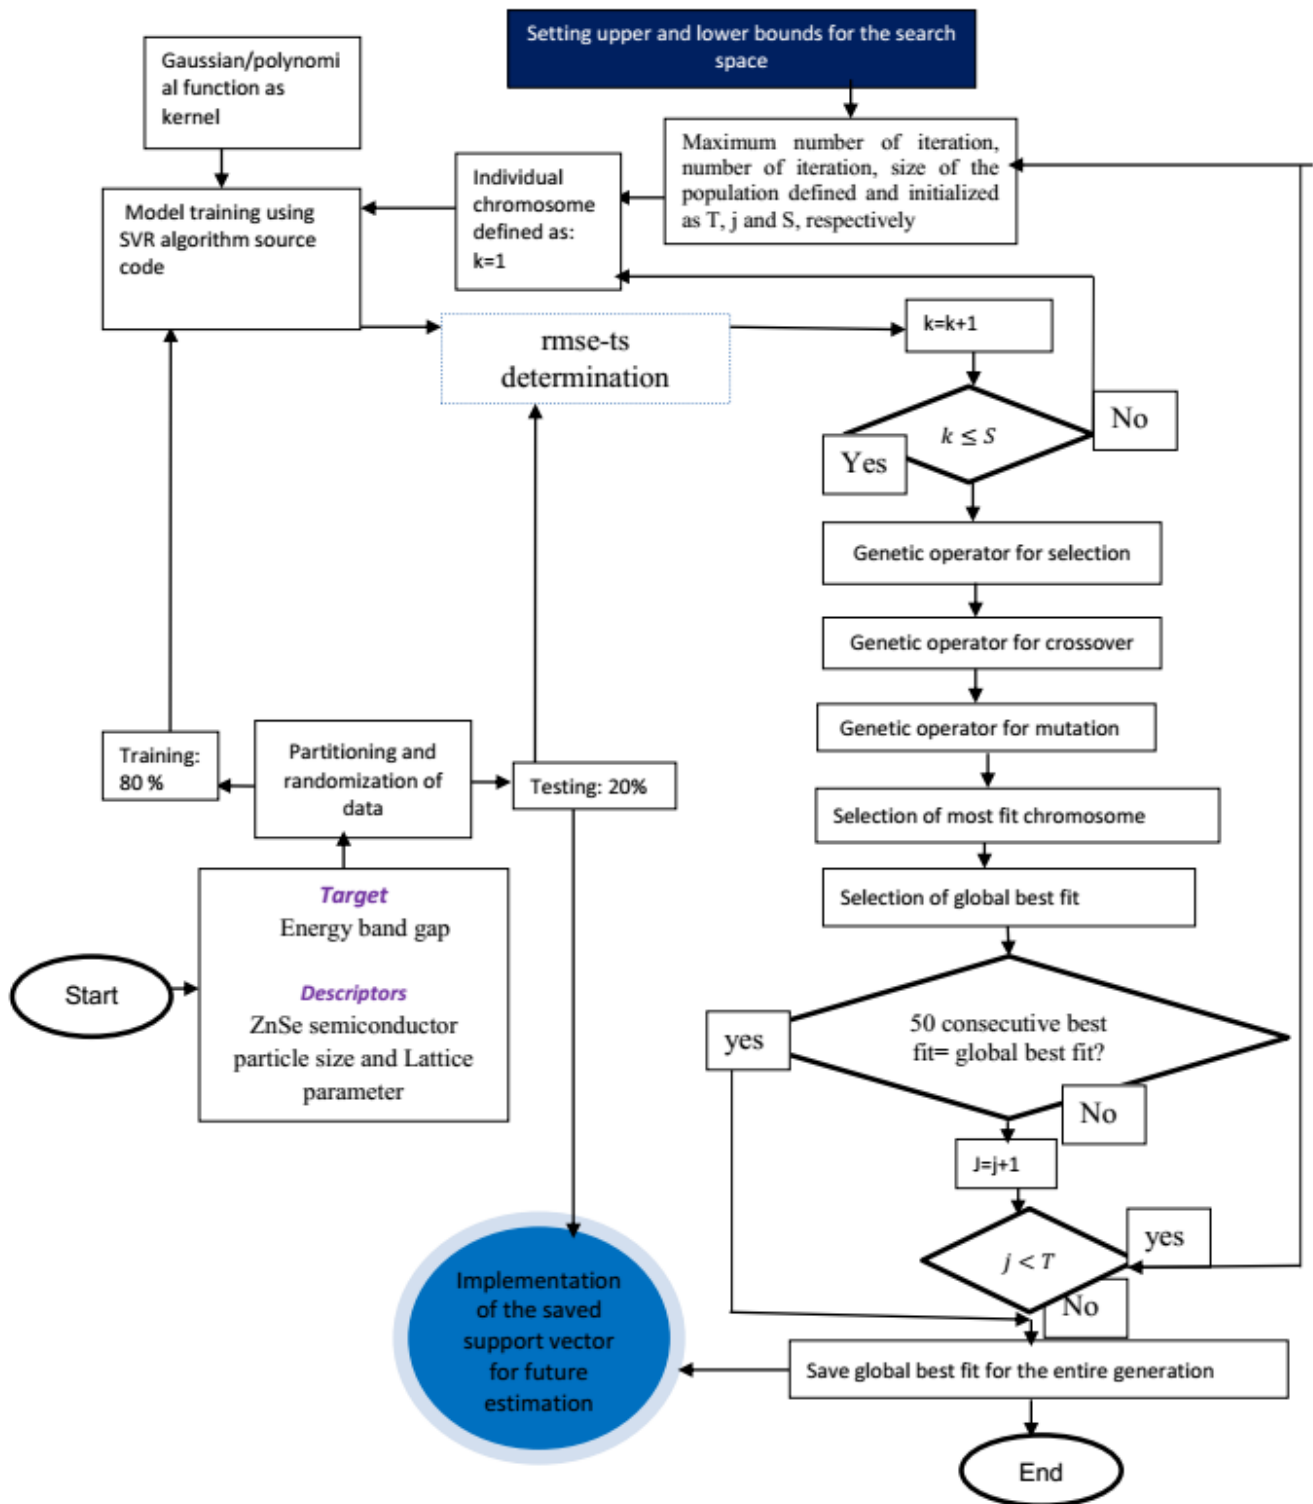 Setting upper and lower bounds for the search
space
Gaussian/polynomi
al function as
kernel
Maximum number of iteration,
number of iteration, size of the
population defined and initialized
as T, j and S, respectively
Individual
chromosome
defined as:
k=1
Model training using
SVR algorithm source
code
rmse-ts
determination
k=k+1
k ≤ S
No
Yes
Genetic operator for selection
Genetic operator for crossover
Genetic operator for mutation
Training:
80 %
Partitioning and
randomization of
data
Testing: 20%
Selection of most fit chromosome
Selection of global best fit
Target
Energy band gap
Descriptors
ZnSe semiconductor
particle size and Lattice
parameter
Start
50 consecutive best
fit= global best fit?
yes
No
J=j+1
j < T
yes
No
Implementation
of the saved
support vector
for future
estimation
Save global best fit for the entire generation
End